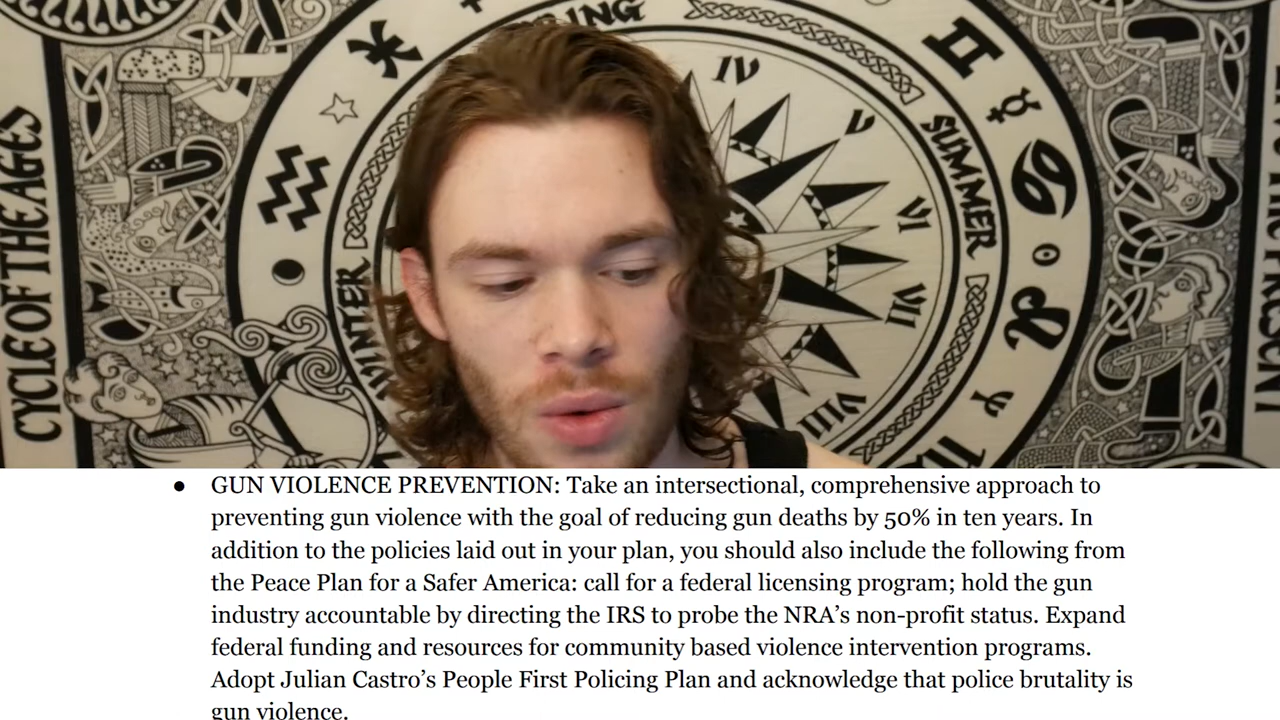 ING
IV
V
VI
VII
VIII
SUMMER
WINTER
CYCLE OF THE AGES
● GUN VIOLENCE PREVENTION: Take an intersectional, comprehensive approach to
preventing gun violence with the goal of reducing gun deaths by 50% in ten years. In
addition to the policies laid out in your plan, you should also include the following from
the Peace Plan for a Safer America: call for a federal licensing program; hold the gun
industry accountable by directing the IRS to probe the NRA’s non-profit status. Expand
federal funding and resources for community based violence intervention programs.
Adopt Julian Castro’s People First Policing Plan and acknowledge that police brutality is
gun violence.